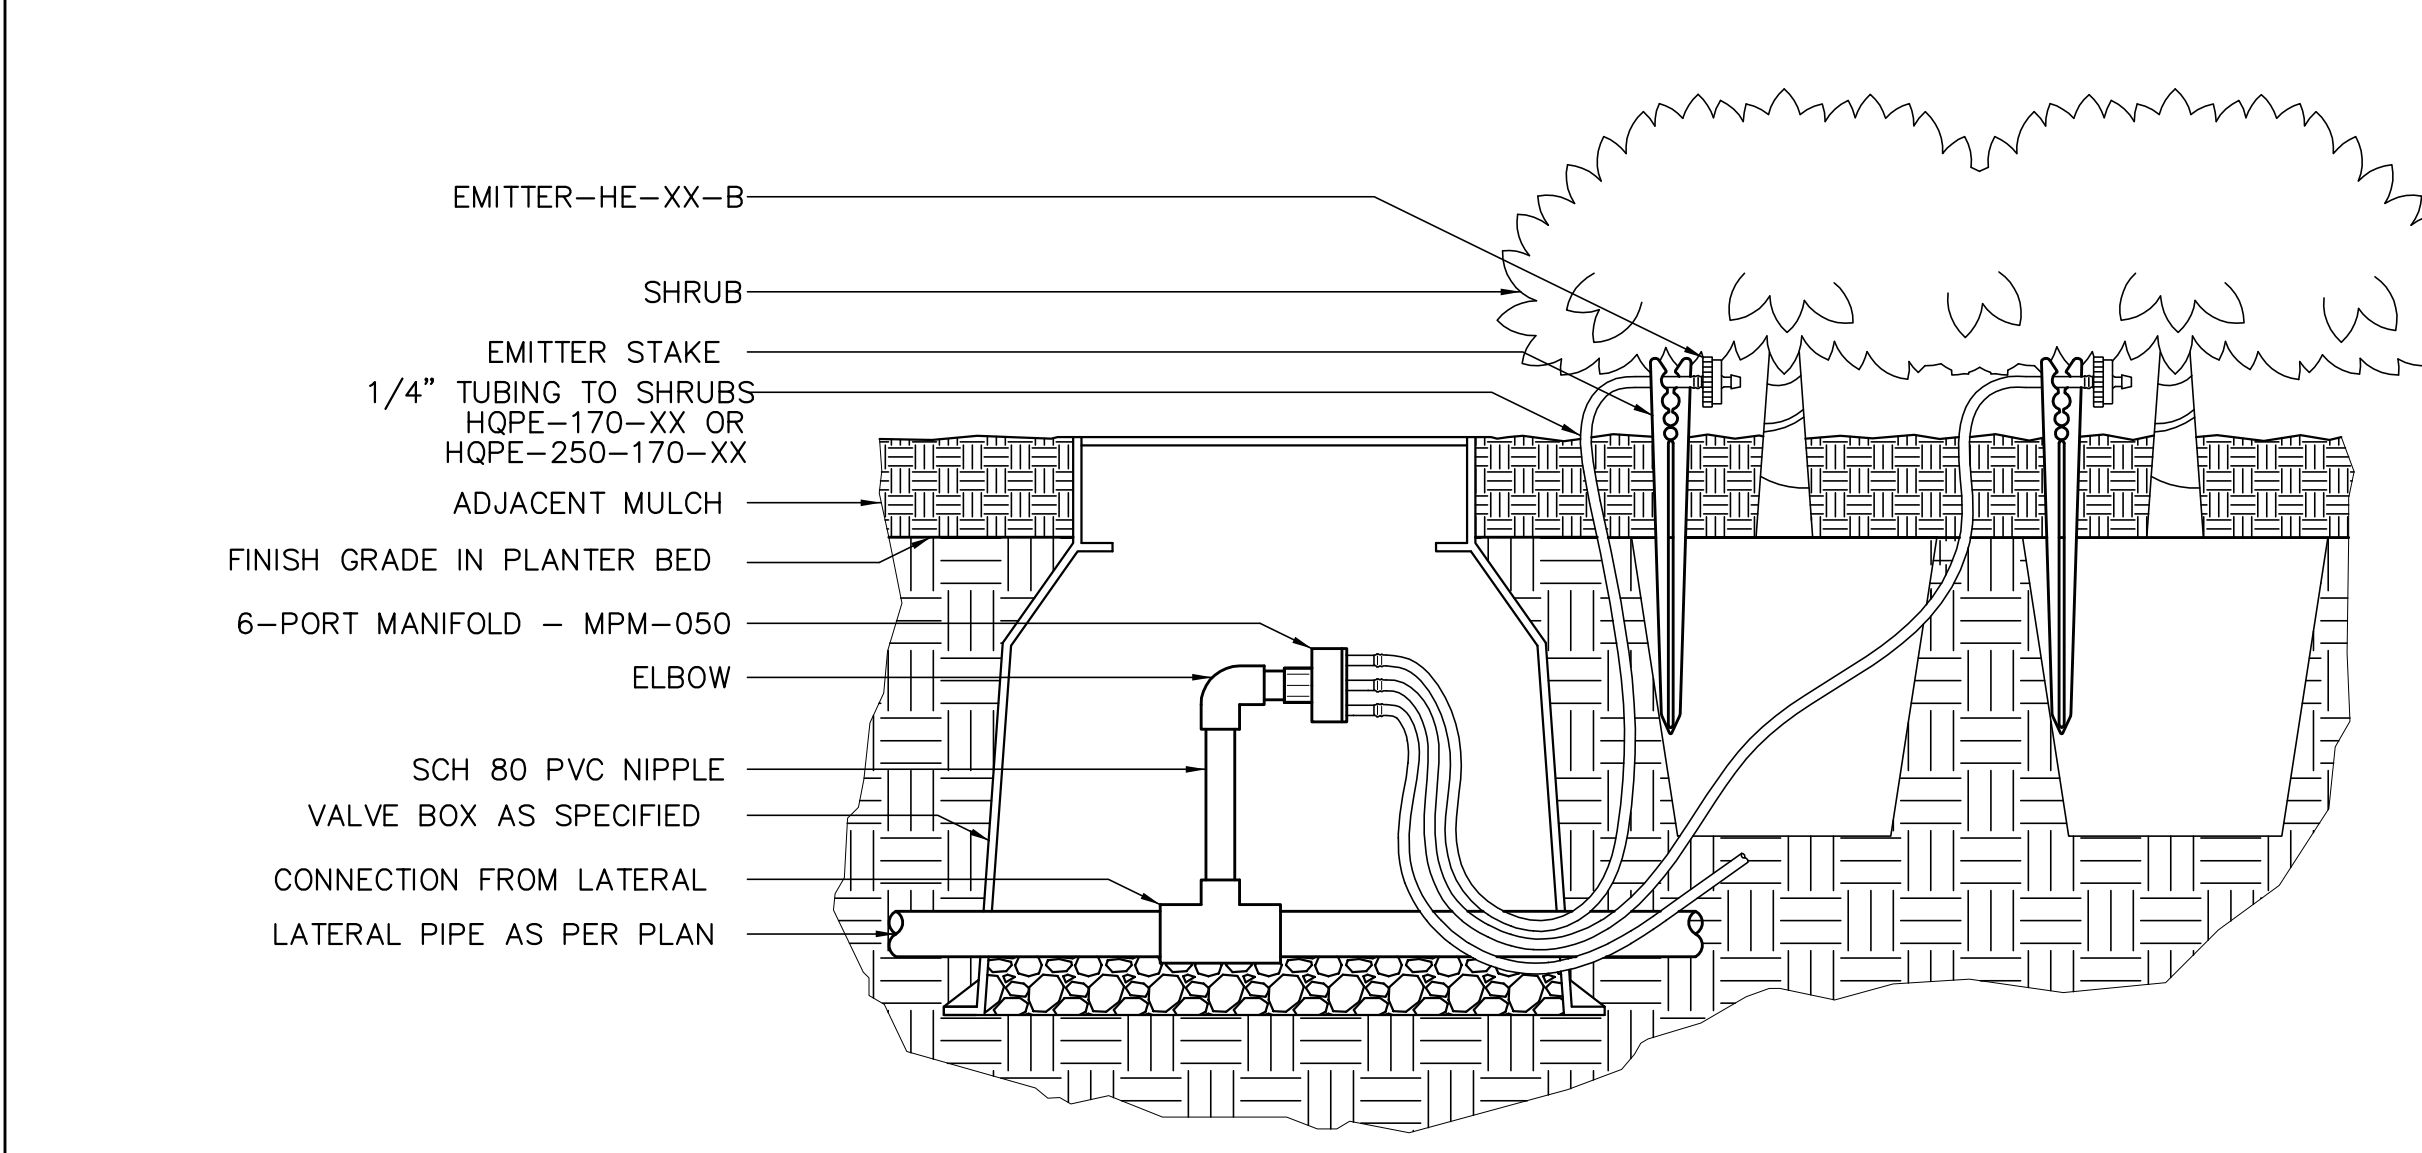 EMITTER-HE-XX-B
SHRUB
EMITTER STAKE
1/4" TUBING TO SHRUBS
HQPE-170-XX OR
HQPE-250-170-XX
ADJACENT MULCH
FINISH GRADE IN PLANTER BED
6-PORT MANIFOLD - MPM-050
ELBOW
SCH 80 PVC NIPPLE
VALVE BOX AS SPECIFIED
CONNECTION FROM LATERAL
LATERAL PIPE AS PER PLAN